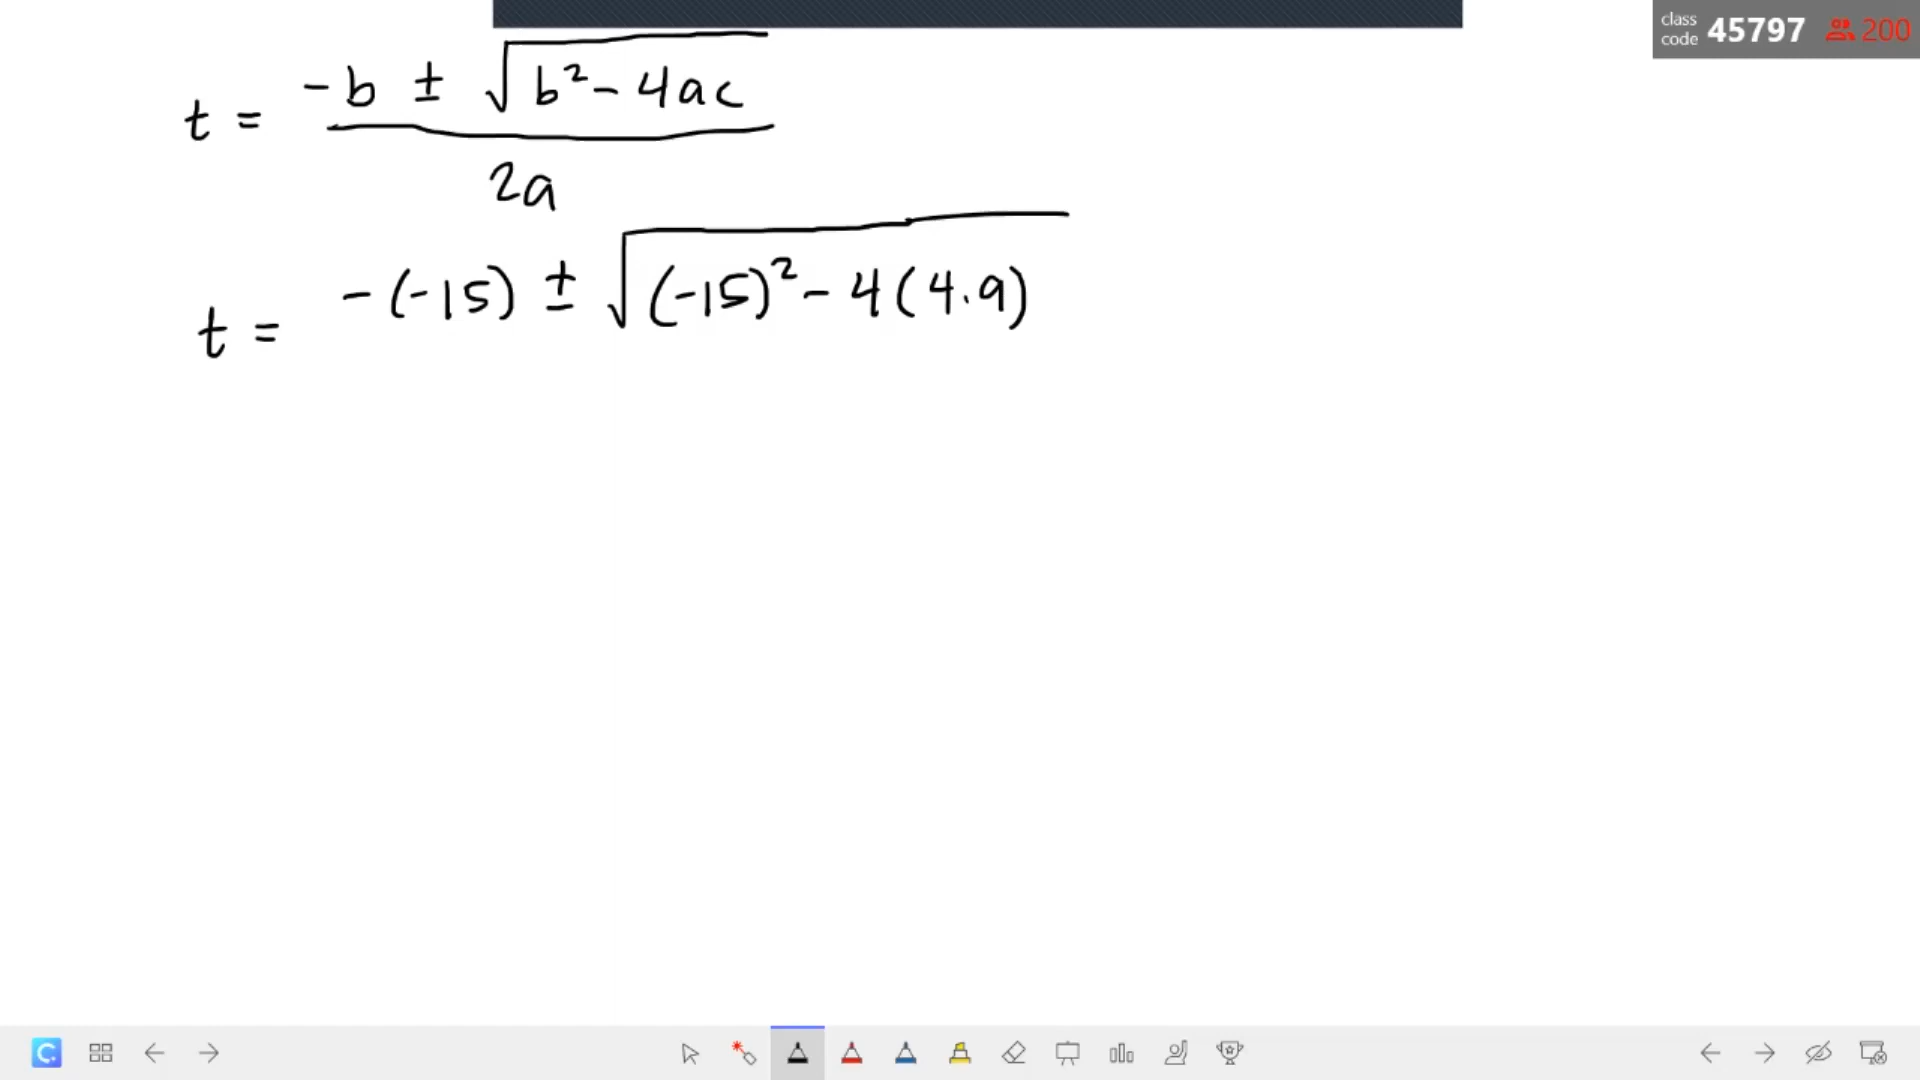 class code 45797 200
t = -b ± √b² - 4ac
2a
t = -(-15) ± √(-15)² - 4(4.9)